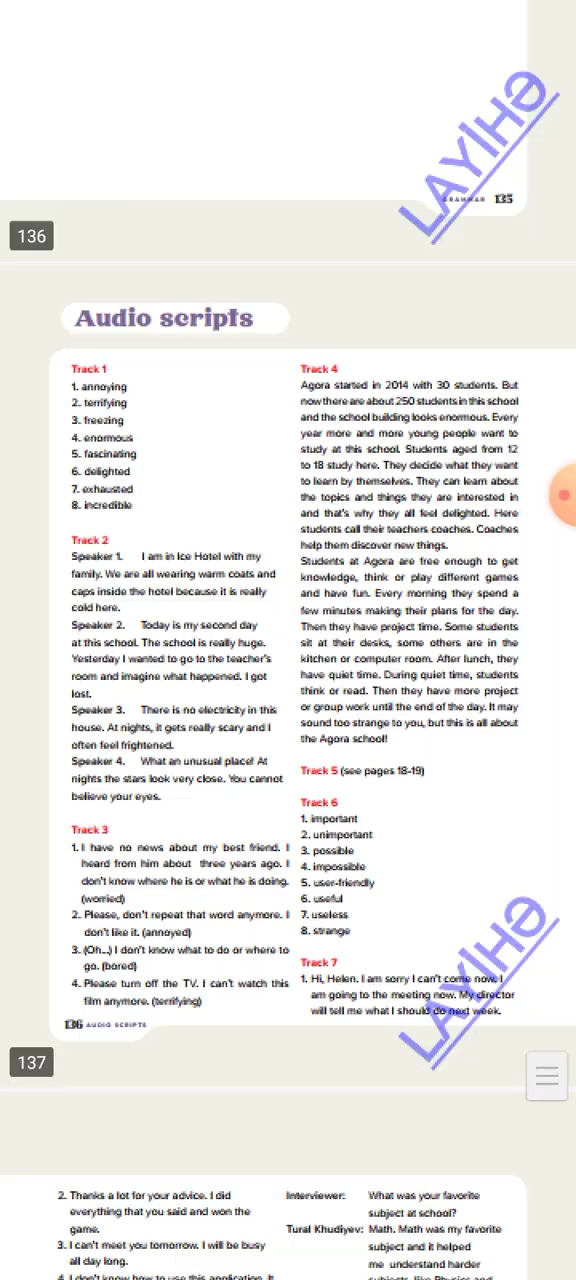 LAYİHƏ
GRAMMAR 135
136
Audio scripts
Track 1
1. annoying
2. terrifying
3. freezing
4. enormous
5. fascinating
6. delighted
7. exhausted
8. incredible
Track 2
Speaker 1. I am in Ice Hotel with my
family. We are all wearing warm coats and
caps inside the hotel because it is really
cold here.
Speaker 2. Today is my second day
at this school. The school is really huge.
Yesterday I wanted to go to the teacher's
room and imagine what happened. I got
lost.
Speaker 3. There is no electricity in this
house. At nights, it gets really scary and I
often feel frightened.
Speaker 4. What an unusual place! At
nights the stars look very close. You cannot
believe your eyes.
Track 3
1. I have no news about my best friend. I
heard from him about three years ago. I
don't know where he is or what he is doing.
(worried)
2. Please, don't repeat that word anymore. I
don't like it. (annoyed)
3. (Oh...) I don't know what to do or where to
go. (bored)
4. Please turn off the TV. I can't watch this
film anymore. (terrifying)
136 AUDIO SCRIPTS
Track 4
Agora started in 2014 with 30 students. But
now there are about 250 students in this school
and the school building looks enormous. Every
year more and more young people want to
study at this school. Students aged from 12
to 18 study here. They decide what they want
to learn by themselves. They can learn about
the topics and things they are interested in
and that's why they all feel delighted. Here
students call their teachers coaches. Coaches
help them discover new things.
Students at Agora are free enough to get
knowledge, think or play different games
and have fun. Every morning they spend a
few minutes making their plans for the day.
Then they have project time. Some students
sit at their desks, some others are in the
kitchen or computer room. After lunch, they
have quiet time. During quiet time, students
think or read. Then they have more project
or group work until the end of the day. It may
sound too strange to you, but this is all about
the Agora school!
Track 5 (see pages 18-19)
Track 6
1. important
2. unimportant
3. possible
4. impossible
5. user-friendly
6. useful
7. useless
8. strange
Track 7
1. Hi, Helen. I am sorry I can't come now. I
am going to the meeting now. My director
will tell me what I should do next week.
LAYİHƏ
137
2. Thanks a lot for your advice. I did
everything that you said and won the
game.
3. I can't meet you tomorrow. I will be busy
all day long.
4. I don't know how to use this application. It
Interviewer: What was your favorite
subject at school?
Tural Khudiyev: Math. Math was my favorite
subject and it helped
me understand harder
subjects, like Physics and